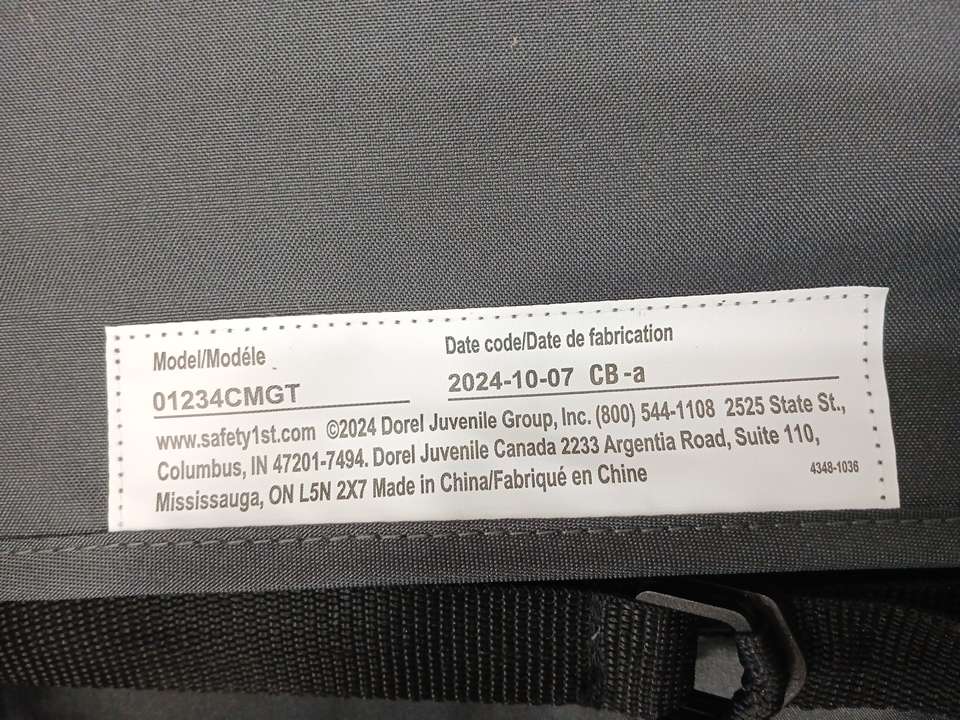 Model/Modéle
01234CMGT
Date code/Date de fabrication
2024-10-07 CB-a
www.safety1st.com ©2024 Dorel Juvenile Group, Inc. (800) 544-1108 2525 State St.,
Columbus, IN 47201-7494. Dorel Juvenile Canada 2233 Argentia Road, Suite 110,
Mississauga, ON L5N 2X7 Made in China/Fabriqué en Chine
4348-1036